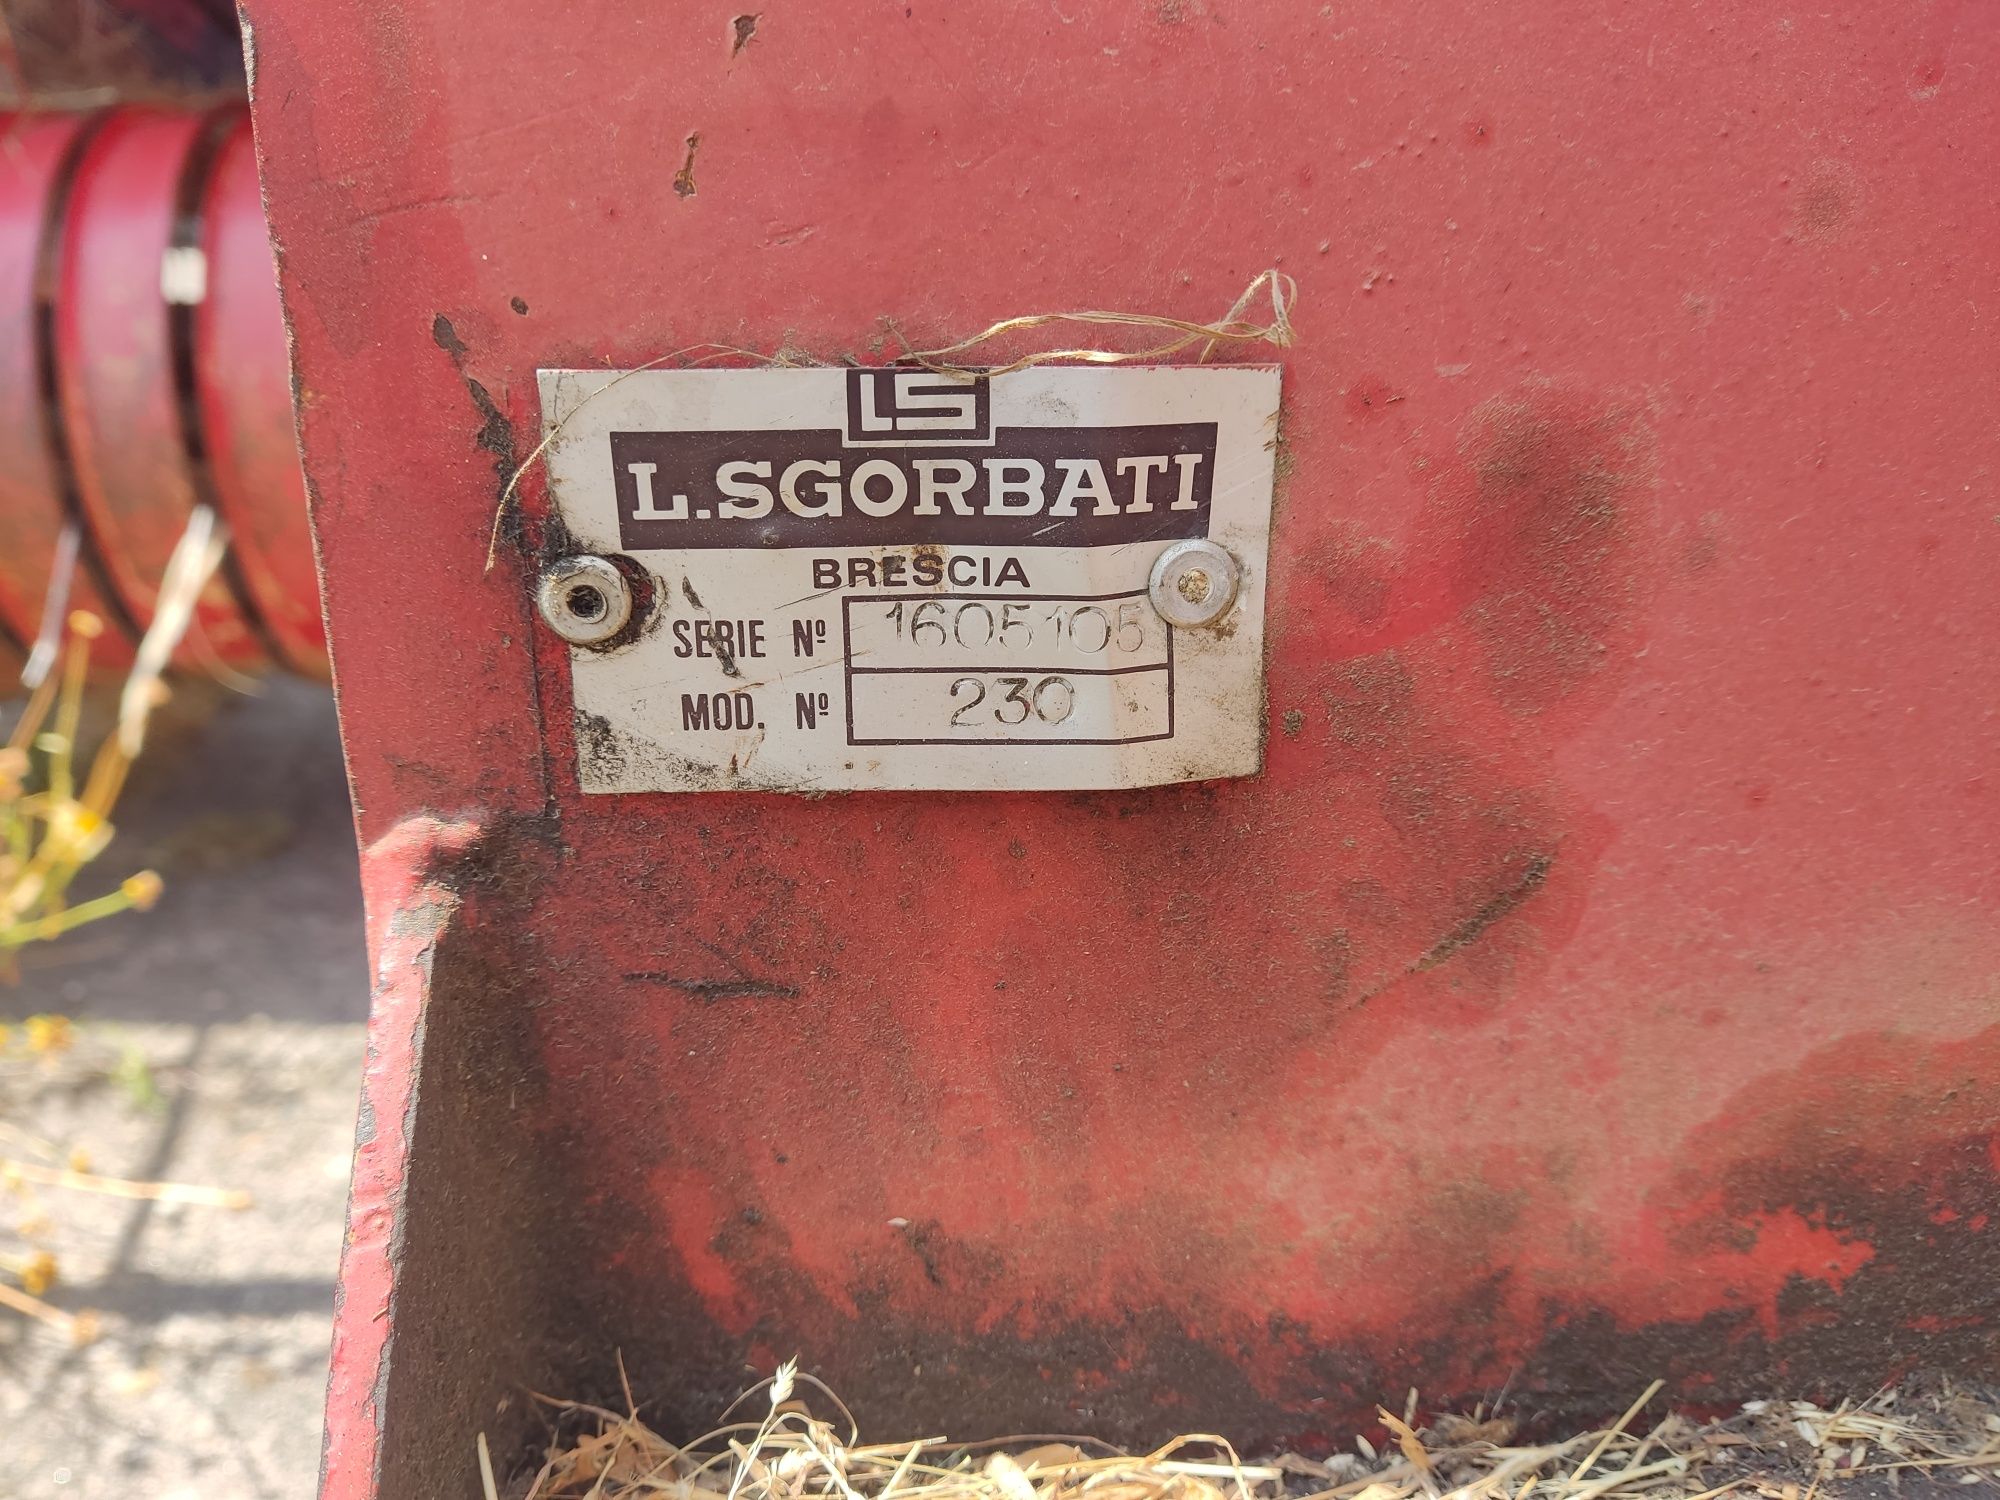 LS
L.SGORBATI
BRESCIA
SERIE Nº 1605105
MOD. Nº 230